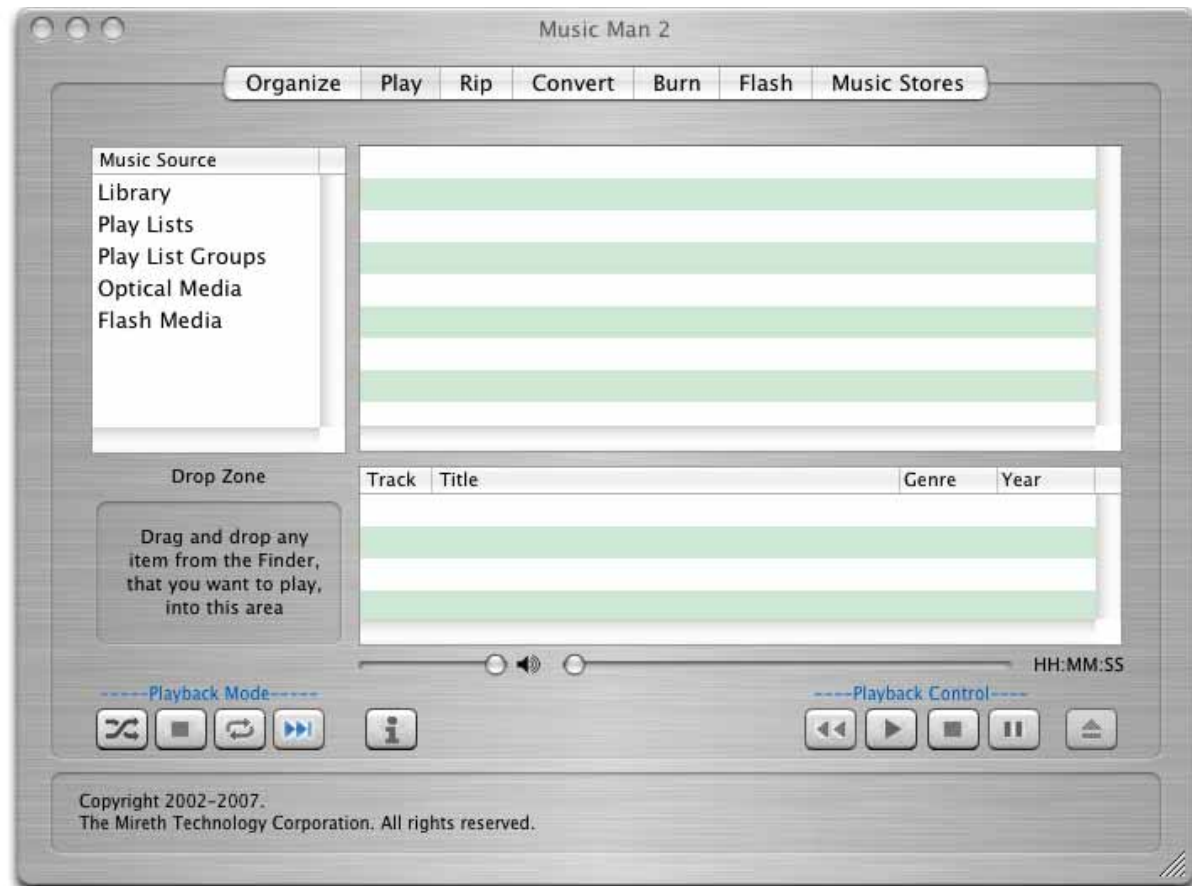 Music Man 2
Organize Play Rip Convert Burn Flash Music Stores
Music Source
Library
Play Lists
Play List Groups
Optical Media
Flash Media
Drop Zone
Drag and drop any
item from the Finder,
that you want to play,
into this area
Track Title Genre Year
HH:MM:SS
-----Playback Mode-----
----Playback Control----
Copyright 2002-2007.
The Mireth Technology Corporation. All rights reserved.